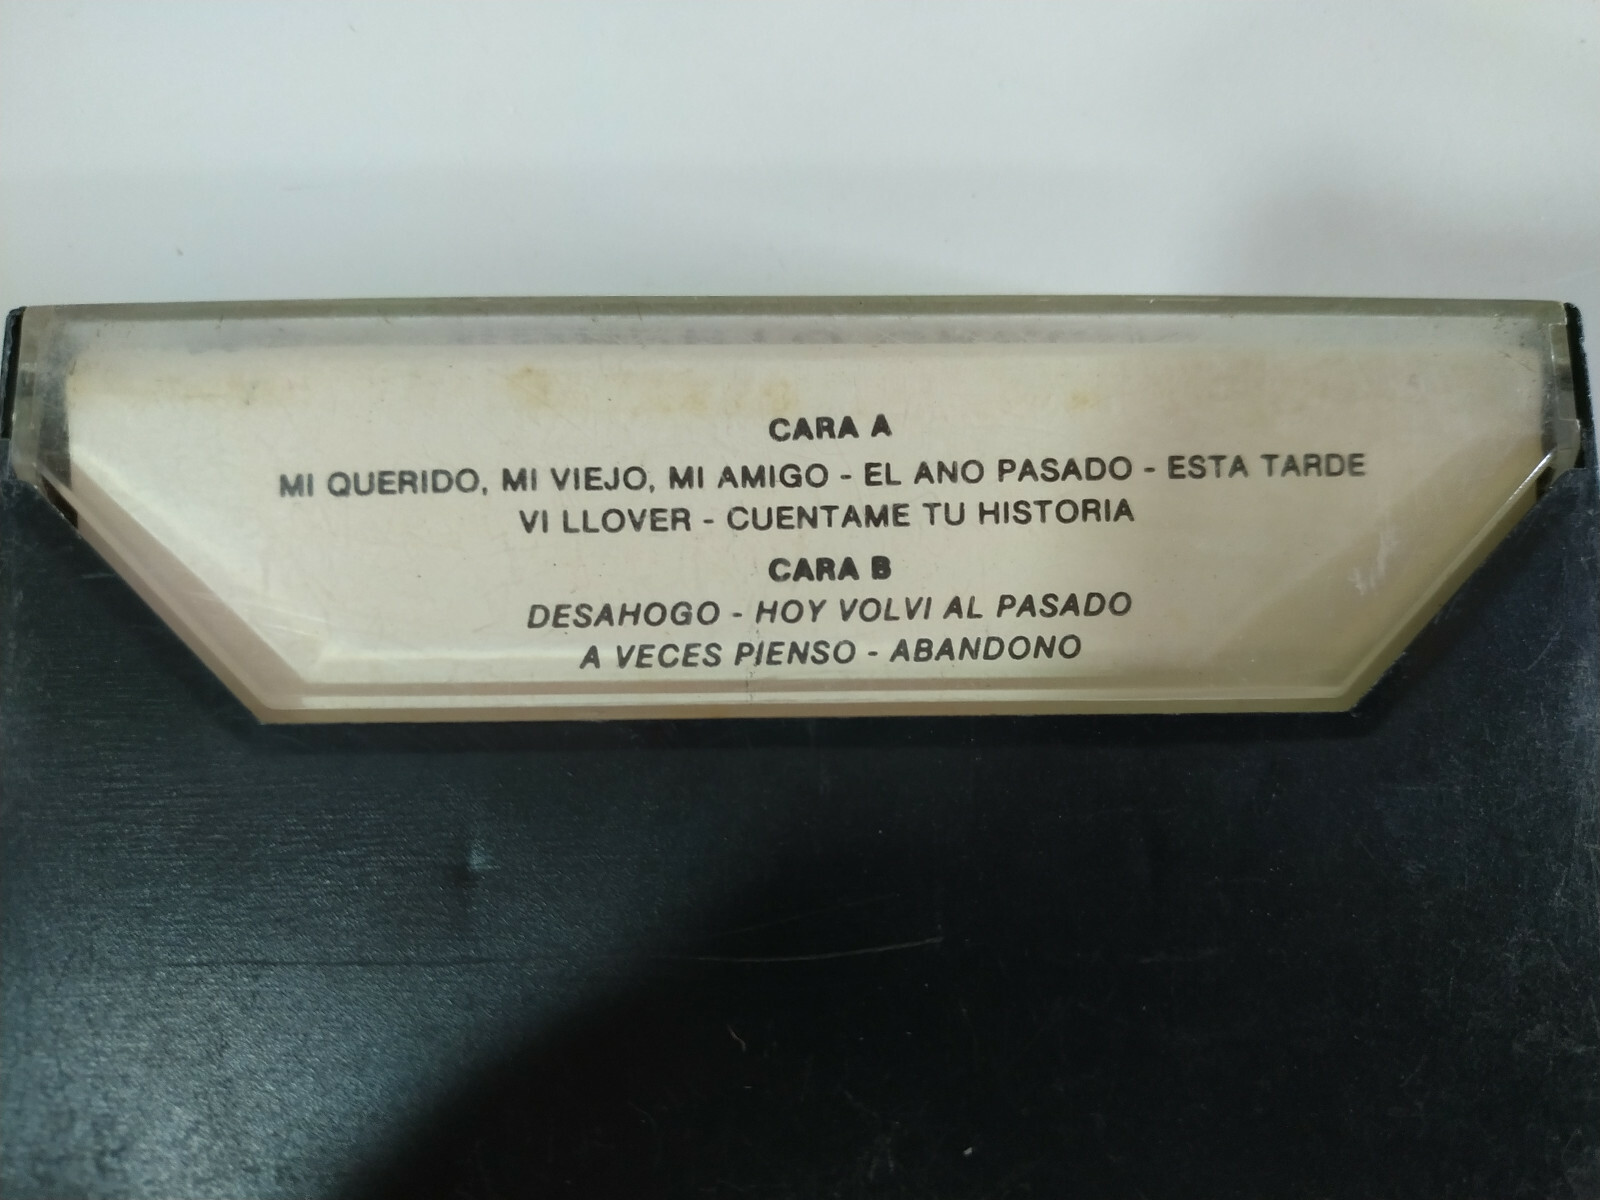 CARA A
MI QUERIDO, MI VIEJO, MI AMIGO - EL ANO PASADO - ESTA TARDE
VI LLOVER - CUENTAME TU HISTORIA
CARA B
DESAHOGO - HOY VOLVI AL PASADO
A VECES PIENSO - ABANDONO